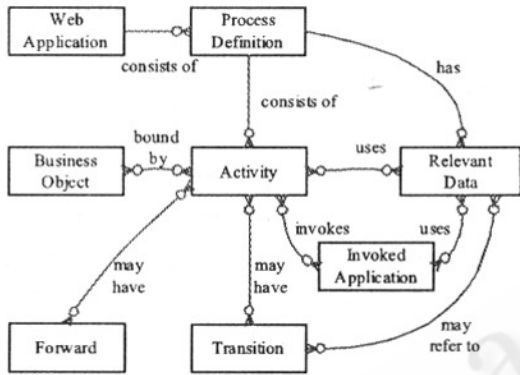 Web
Application
Process
Definition
consists of
has
consists of
Business
Object
bound
by
Activity
uses
Relevant
Data
invokes
uses
Invoked
Application
may
have
may
have
may
refer to
Forward
Transition